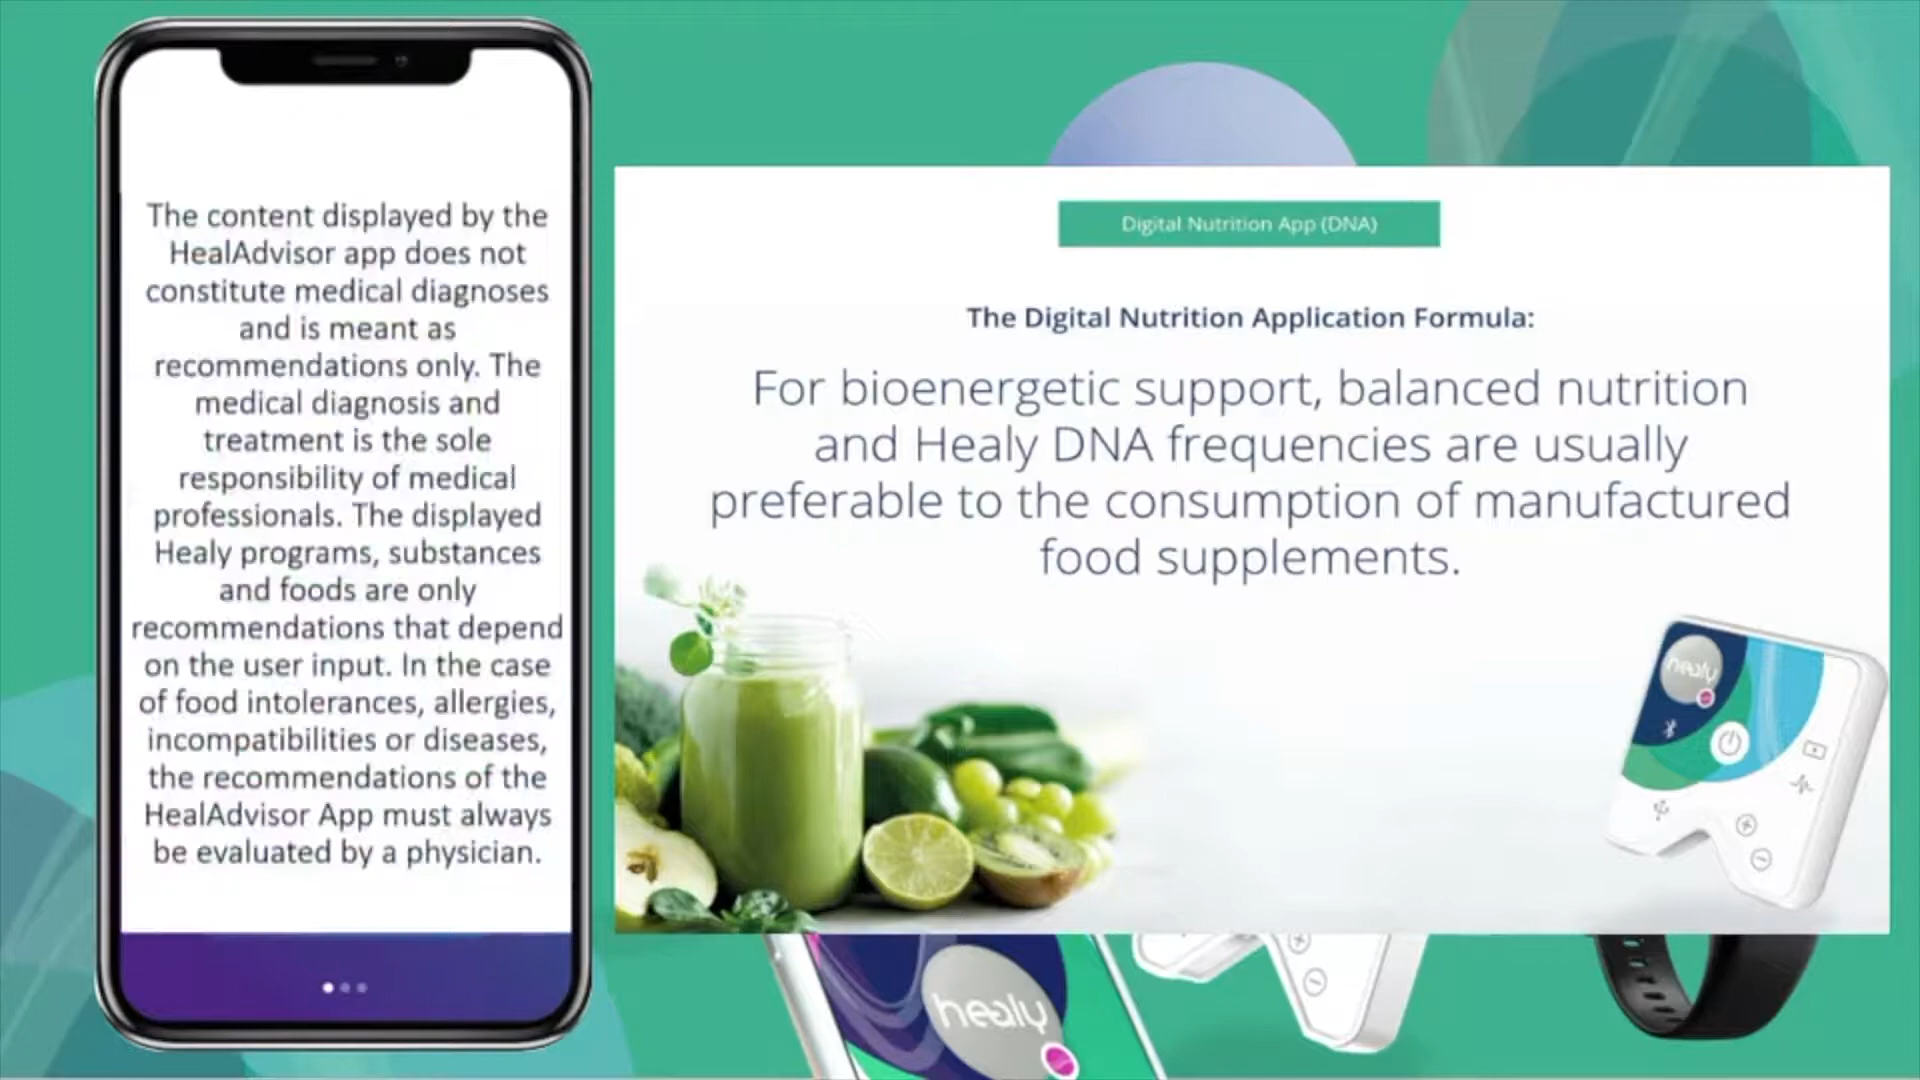 The content displayed by the
HealAdvisor app does not
constitute medical diagnoses
and is meant as
recommendations only. The
medical diagnosis and
treatment is the sole
responsibility of medical
professionals. The displayed
Healy programs, substances
and foods are only
recommendations that depend
on the user input. In the case
of food intolerances, allergies,
incompatibilities or diseases,
the recommendations of the
HealAdvisor App must always
be evaluated by a physician.
Digital Nutrition App (DNA)
The Digital Nutrition Application Formula:
For bioenergetic support, balanced nutrition
and Healy DNA frequencies are usually
preferable to the consumption of manufactured
food supplements.
healy
healy